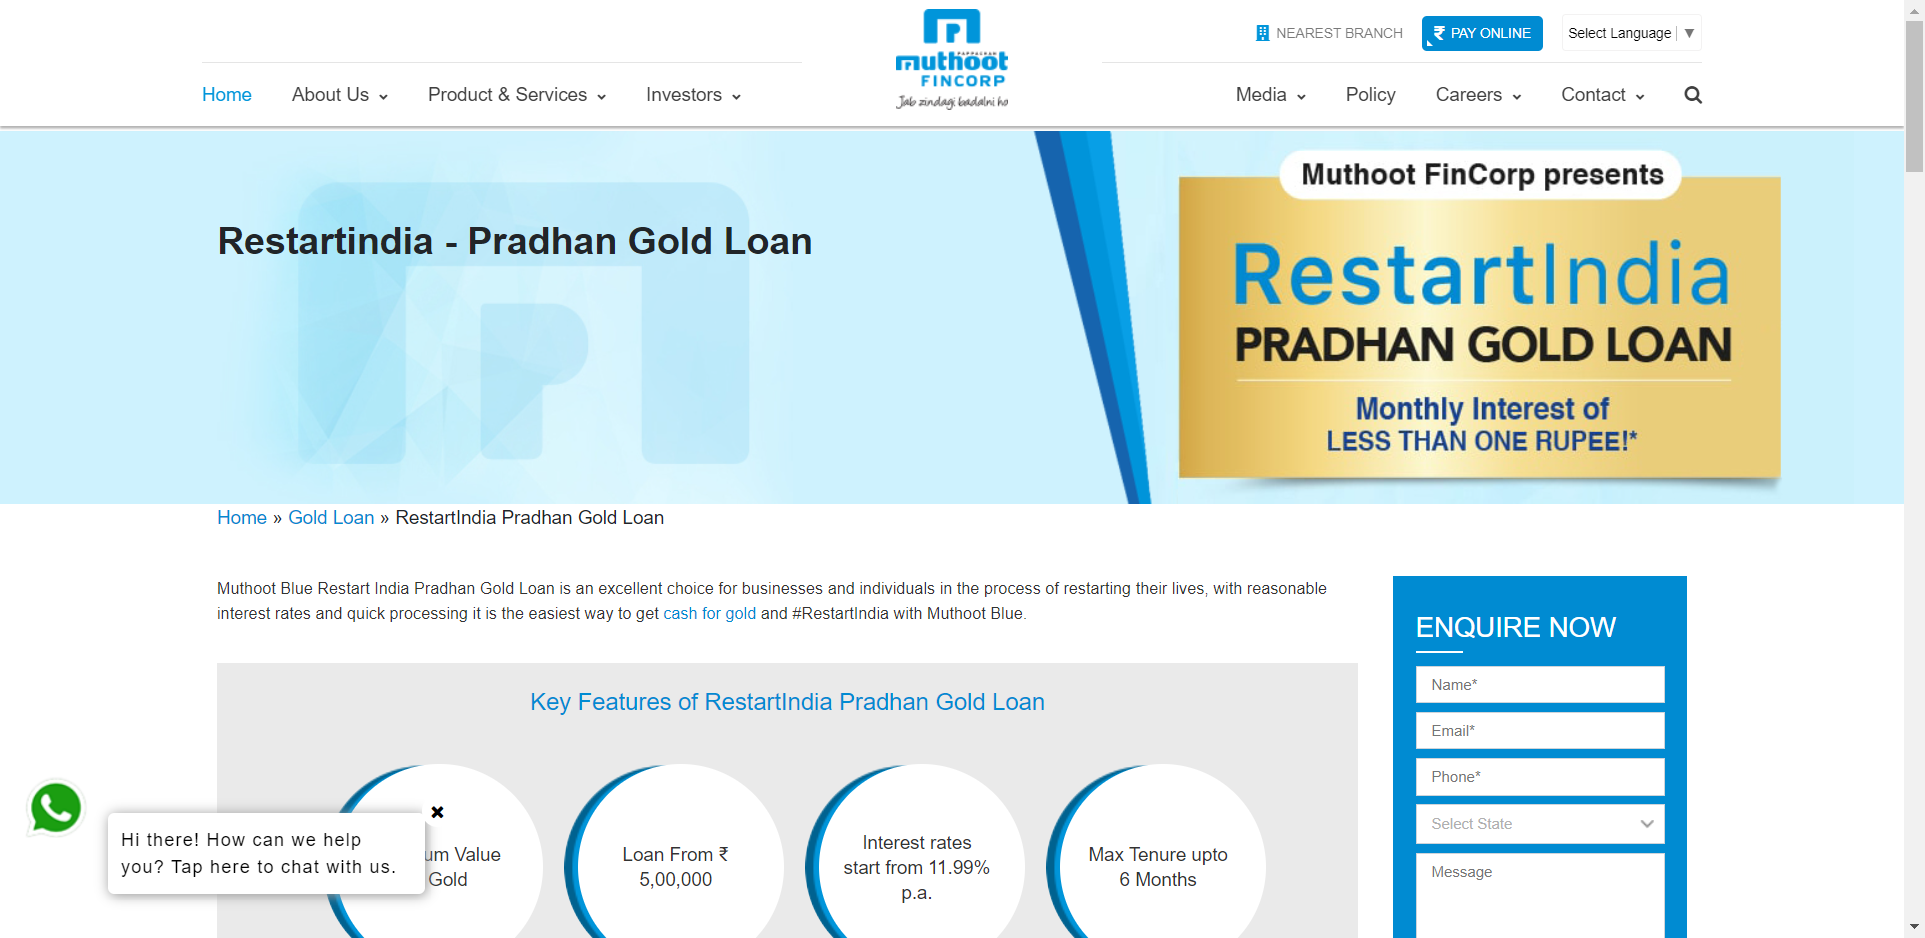 NEAREST BRANCH
PAY ONLINE
Select Language
▼
PAPPACHAN
muthoot
FINCORP
Jab zindagi badalni ho
Home
About Us
Product & Services
Investors
Media
Policy
Careers
Contact
Restartindia - Pradhan Gold Loan
Muthoot FinCorp presents
RestartIndia
PRADHAN GOLD LOAN
Monthly Interest of
LESS THAN ONE RUPEE!*
Home » Gold Loan » RestartIndia Pradhan Gold Loan
Muthoot Blue Restart India Pradhan Gold Loan is an excellent choice for businesses and individuals in the process of restarting their lives, with reasonable
interest rates and quick processing it is the easiest way to get cash for gold and #RestartIndia with Muthoot Blue.
Key Features of RestartIndia Pradhan Gold Loan
Value
Gold
Loan From ₹
5,00,000
Interest rates
start from 11.99%
p.a.
Max Tenure upto
6 Months
Hi there! How can we help
you? Tap here to chat with us.
ENQUIRE NOW
Name*
Email*
Phone*
Select State
Message